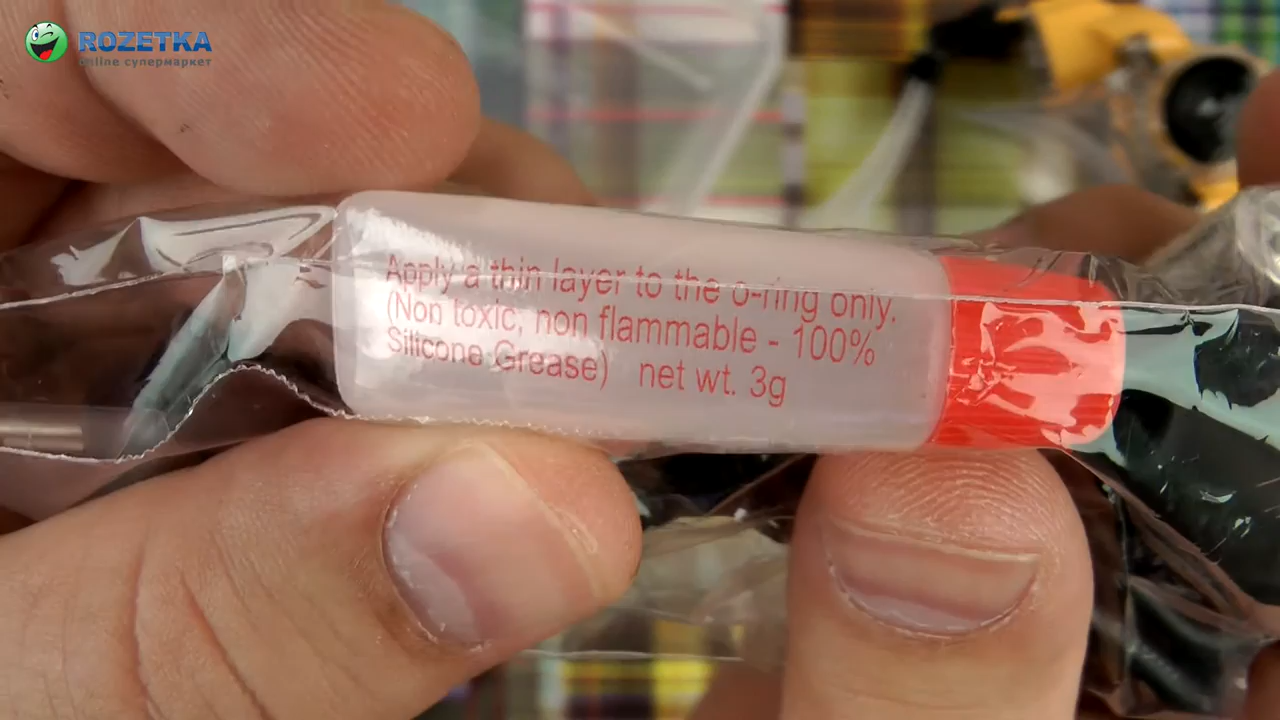 ROZETKA
online супермаркет
Apply a thin layer to the o-ring only.
(Non toxic, non flammable - 100%
Silicone Grease) net wt. 3g